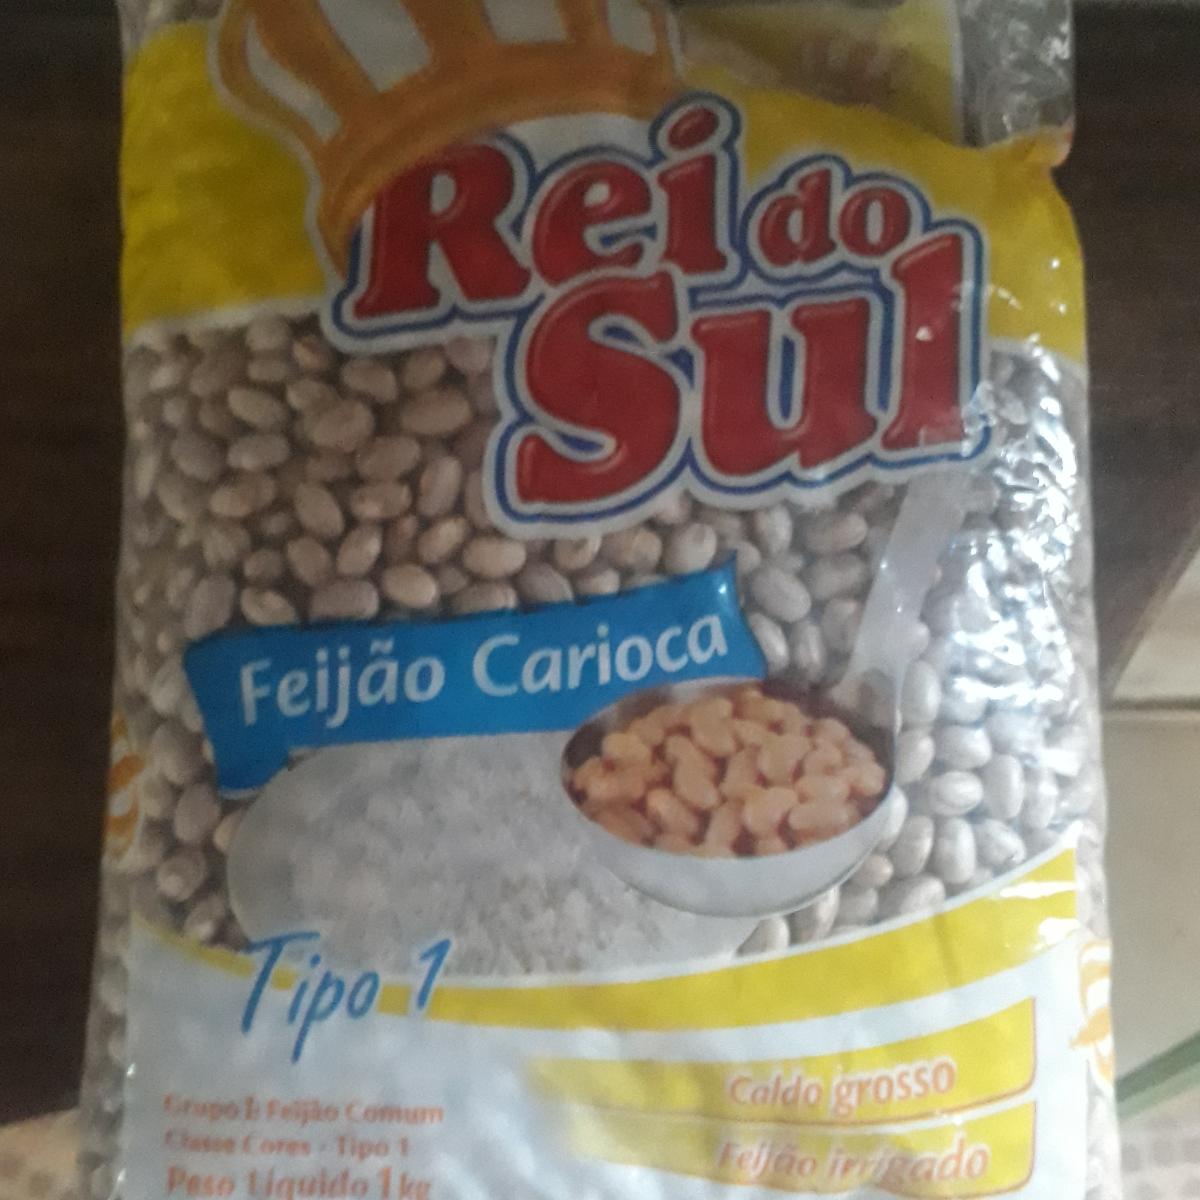 Rei do
Sul
Feijão Carioca
Tipo 1
Caldo grosso
Feijão irrigado
Grupo I: Feijão Comum
Classe Cores - Tipo 1
Peso Líquido 1kg